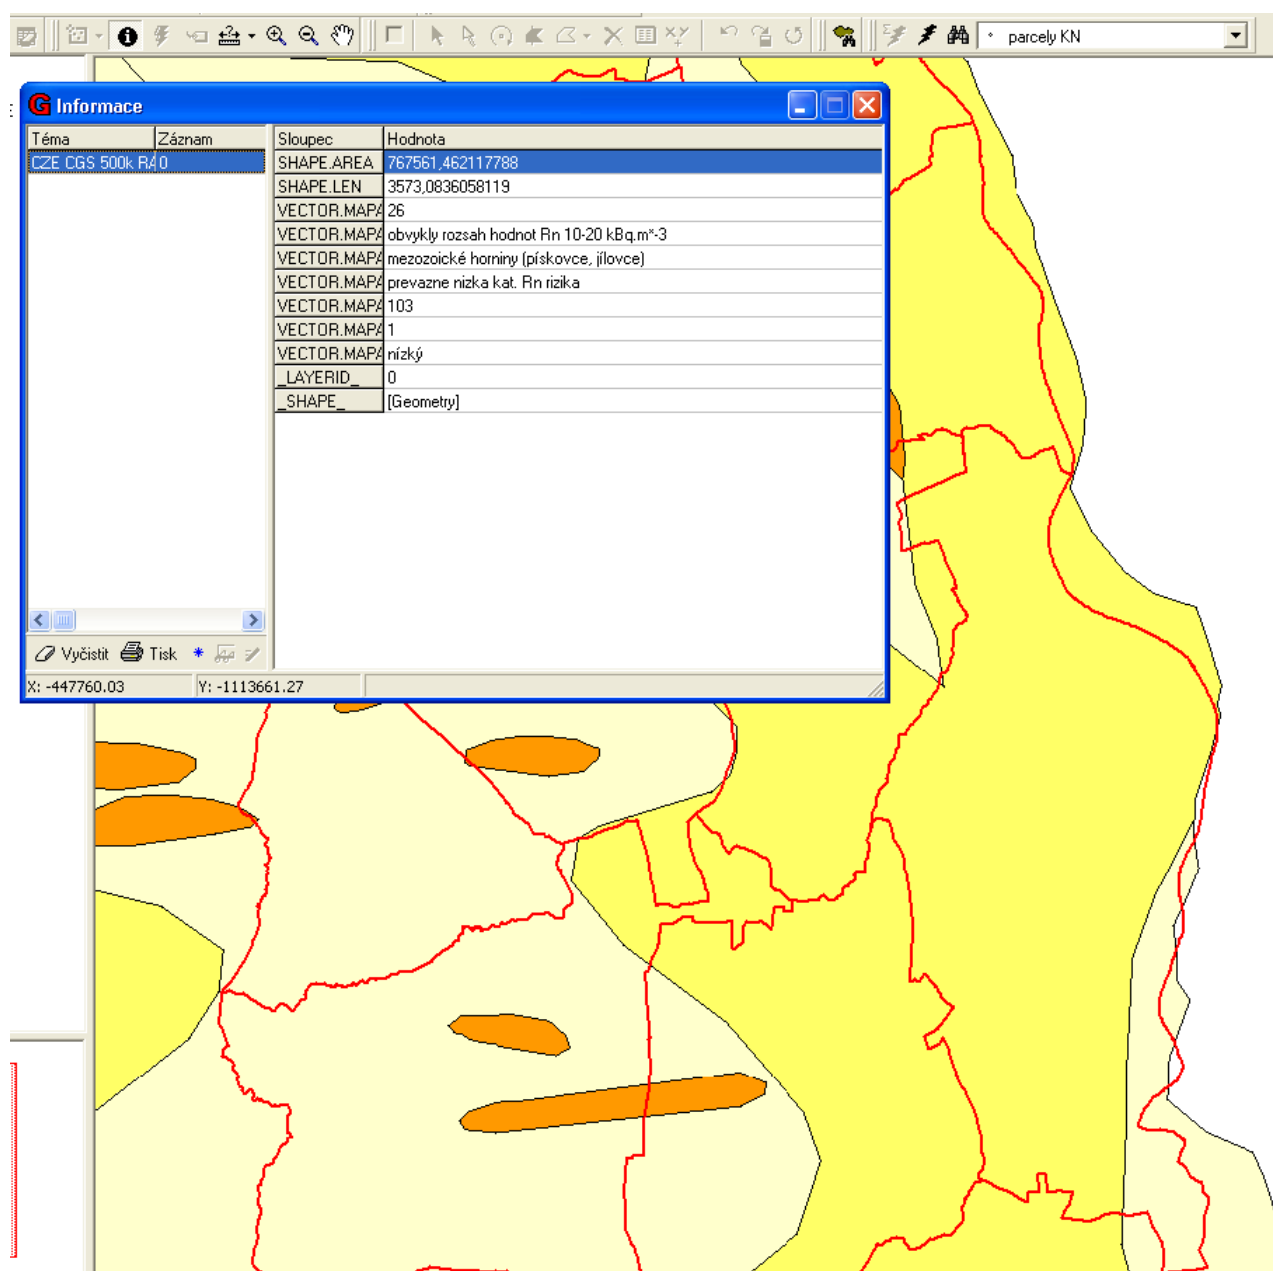 parcely KN
Informace
Téma Záznam
CZE CGS 500k RA 0
Sloupec Hodnota
SHAPE.AREA 767561,462117788
SHAPE.LEN 3573,0836058119
VECTOR.MAPA 26
VECTOR.MAPA obvykly rozsah hodnot Rn 10-20 kBq.m*-3
VECTOR.MAPA mezozoické horniny (pískovce, jílovce)
VECTOR.MAPA prevazne nizka kat. Rn rizika
VECTOR.MAPA 103
VECTOR.MAPA 1
VECTOR.MAPA nízký
_LAYERID_ 0
_SHAPE_ [Geometry]
Vyčistit Tisk
X: -447760.03 Y: -1113661.27